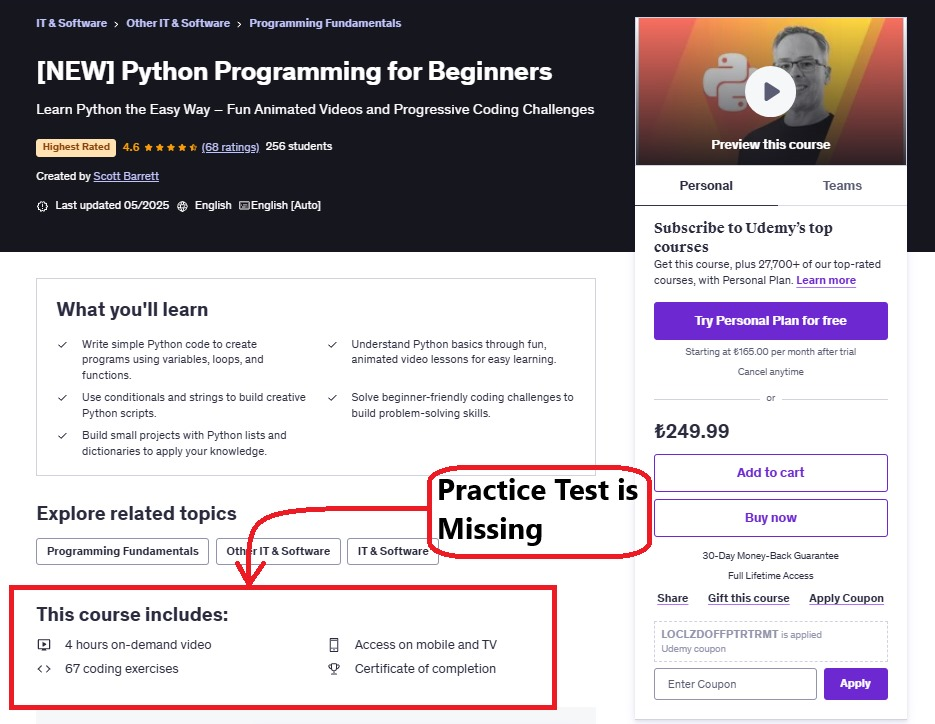 IT & Software > Other IT & Software > Programming Fundamentals
[NEW] Python Programming for Beginners
Learn Python the Easy Way – Fun Animated Videos and Progressive Coding Challenges
Highest Rated 4.6 (68 ratings) 256 students
Created by Scott Barrett
Last updated 05/2025 English English [Auto]
Preview this course
Personal Teams
Subscribe to Udemy’s top
courses
Get this course, plus 27,700+ of our top-rated
courses, with Personal Plan. Learn more
Try Personal Plan for free
Starting at ₺165.00 per month after trial
Cancel anytime
or
₺249.99
Add to cart
Buy now
30-Day Money-Back Guarantee
Full Lifetime Access
Share Gift this course Apply Coupon
LOCLZDOFFPTRTRMT is applied
Udemy coupon
Enter Coupon Apply
What you'll learn
Write simple Python code to create
programs using variables, loops, and
functions.
Understand Python basics through fun,
animated video lessons for easy learning.
Use conditionals and strings to build creative
Python scripts.
Solve beginner-friendly coding challenges to
build problem-solving skills.
Build small projects with Python lists and
dictionaries to apply your knowledge.
Practice Test is
Missing
Explore related topics
Programming Fundamentals Other IT & Software IT & Software
This course includes:
4 hours on-demand video Access on mobile and TV
67 coding exercises Certificate of completion